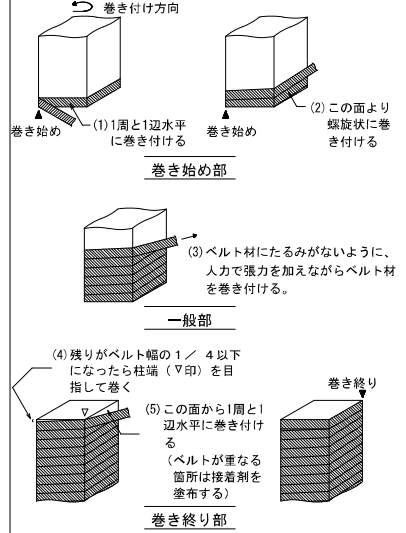 巻き付け方向
巻き始め
(1)1周と1辺水平
に巻き付ける
巻き始め
(2)この面より
螺旋状に巻
き付ける
巻き始め部
(3)ベルト材にたるみがないように、
人力で張力を加えながらベルト材
を巻き付ける。
一般部
(4)残りがベルト幅の1/4以下
になったら柱端(▽印)を目
指して巻く
▽
(5)この面から1周と1
辺水平に巻き付け
る
(ベルトが重なる
箇所は接着剤を
塗布する)
巻き終り
巻き終り部